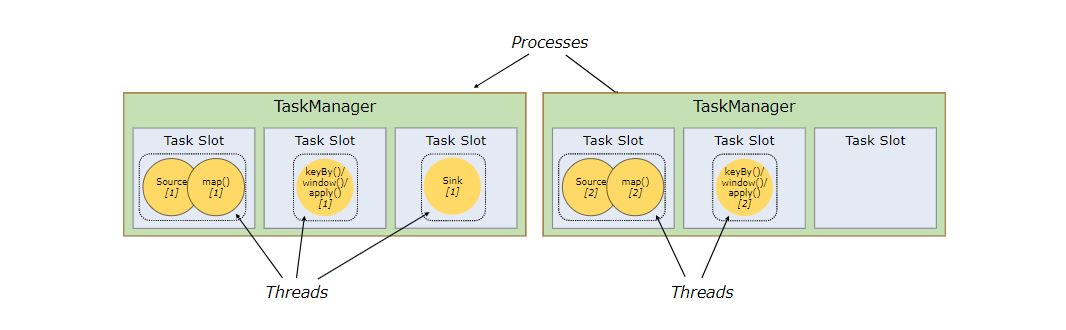 Processes
TaskManager
TaskManager
Task Slot
Task Slot
Task Slot
Task Slot
Task Slot
Task Slot
Source
[1]
map()
[1]
keyBy()/
window()/
apply()
[1]
Sink
[1]
Source
[2]
map()
[2]
keyBy()/
window()/
apply()
[2]
Threads
Threads